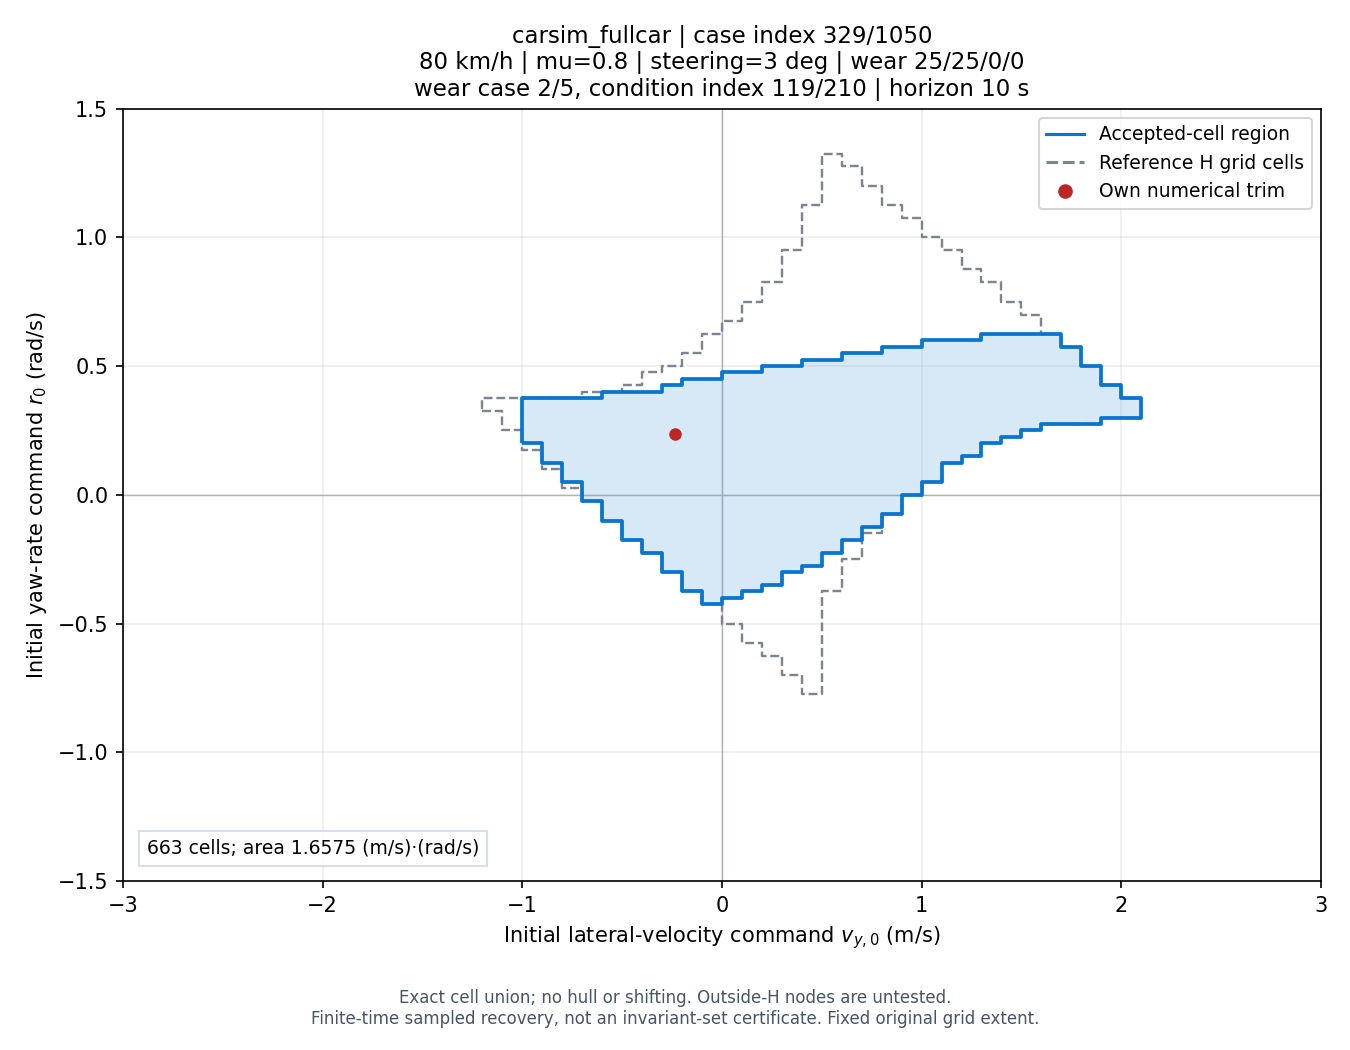 carsim_fullcar | case index 329/1050
80 km/h | mu=0.8 | steering=3 deg | wear 25/25/0/0
wear case 2/5, condition index 119/210 | horizon 10 s
Accepted-cell region
Reference H grid cells
Own numerical trim
1.5
1.0
0.5
0.0
−0.5
−1.0
−1.5
Initial yaw-rate command r₀ (rad/s)
663 cells; area 1.6575 (m/s)·(rad/s)
−3
−2
−1
0
1
2
3
Initial lateral-velocity command v_{y,0} (m/s)
Exact cell union; no hull or shifting. Outside-H nodes are untested.
Finite-time sampled recovery, not an invariant-set certificate. Fixed original grid extent.